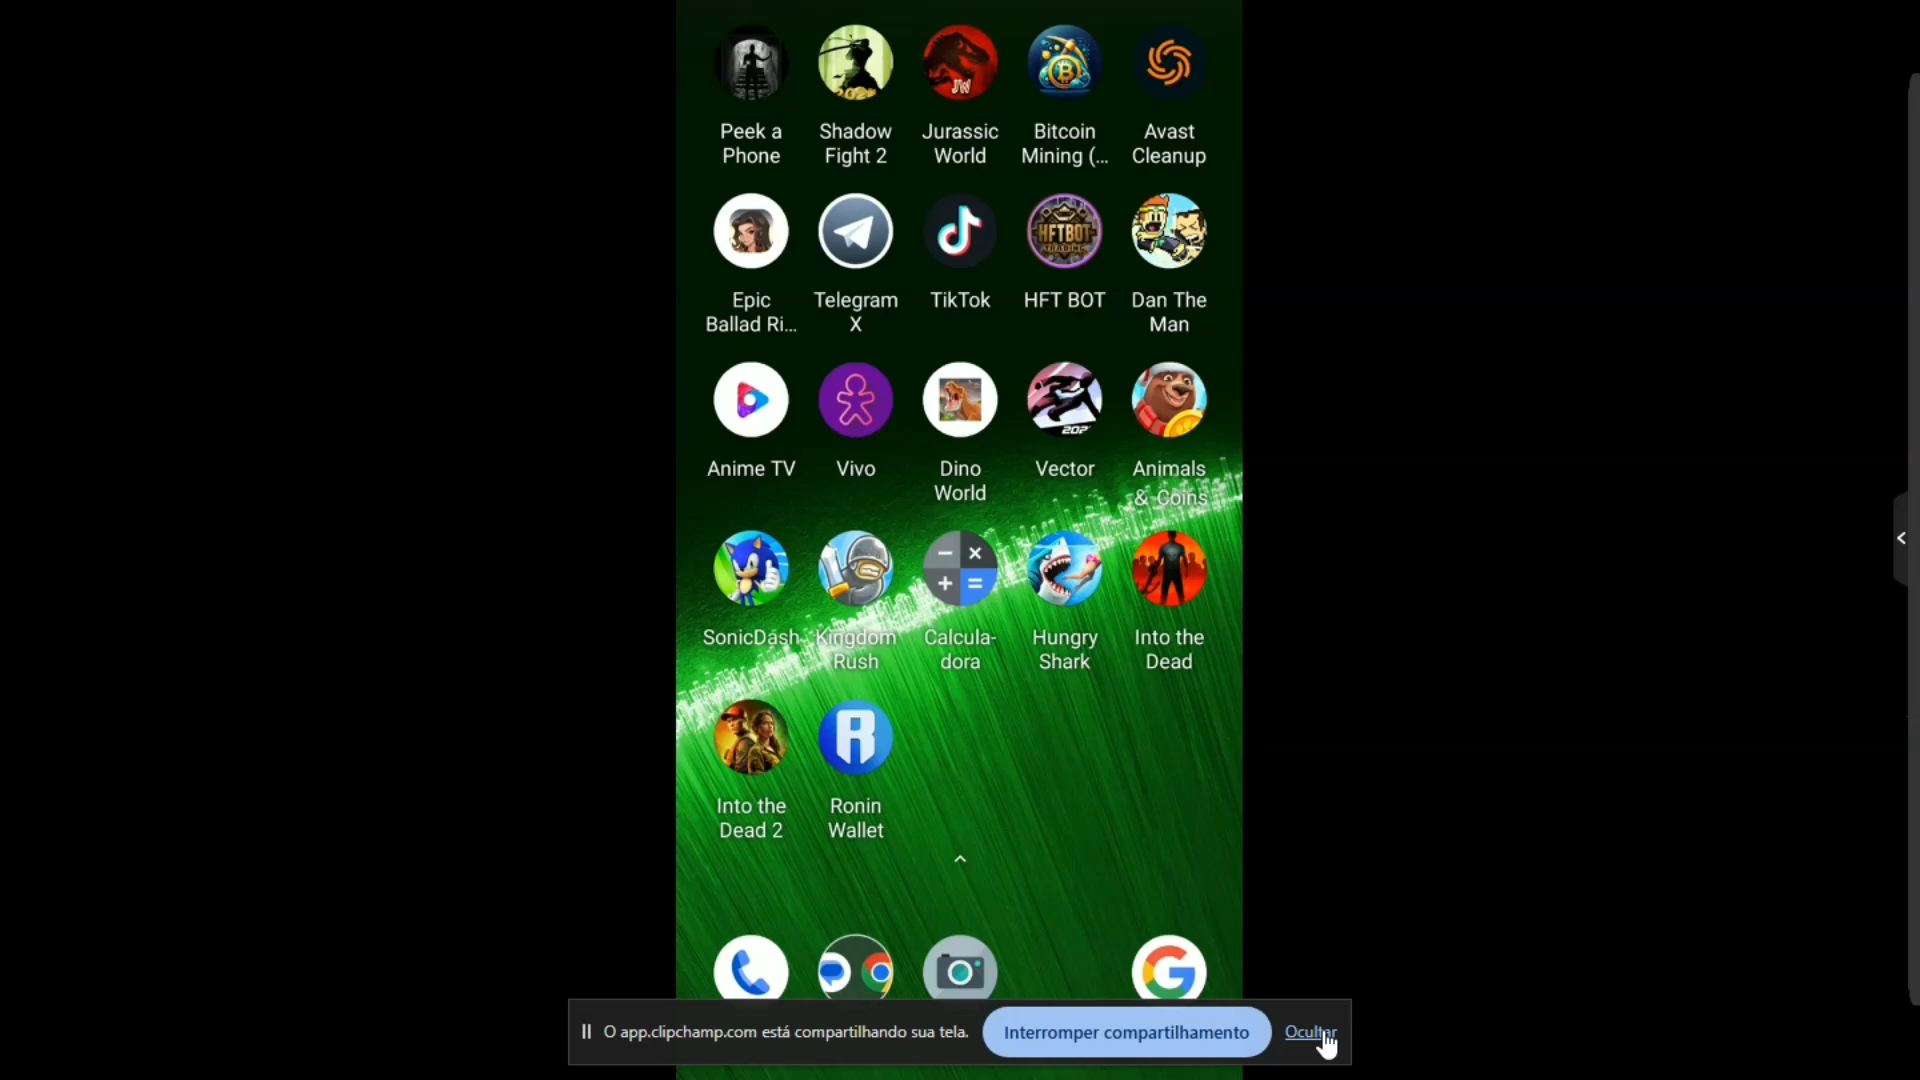 JW
Peek a Phone
Shadow Fight 2
Jurassic World
Bitcoin Mining (...
Avast Cleanup
HFTBOT
Epic Ballad Ri...
Telegram X
TikTok
HFT BOT
Dan The Man
Anime TV
Vivo
Dino World
Vector
Animals & Coins
SonicDash
Kingdom Rush
Calcula-dora
Hungry Shark
Into the Dead
Into the Dead 2
Ronin Wallet
O app.clipchamp.com está compartilhando sua tela.
Interromper compartilhamento
Ocultar